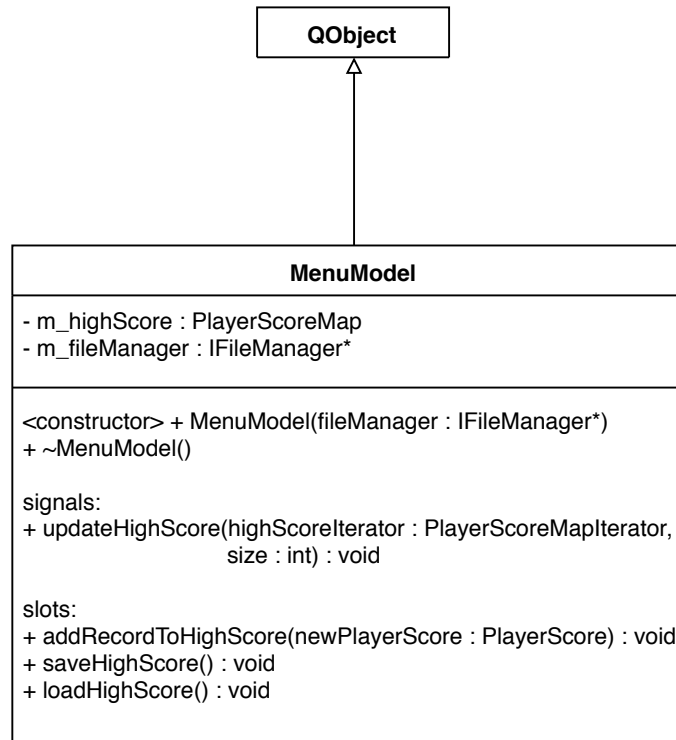 QObject
MenuModel
- m_highScore : PlayerScoreMap
- m_fileManager : IFileManager*
<constructor> + MenuModel(fileManager : IFileManager*)
+ ~MenuModel()
signals:
+ updateHighScore(highScoreIterator : PlayerScoreMapIterator,
size : int) : void
slots:
+ addRecordToHighScore(newPlayerScore : PlayerScore) : void
+ saveHighScore() : void
+ loadHighScore() : void